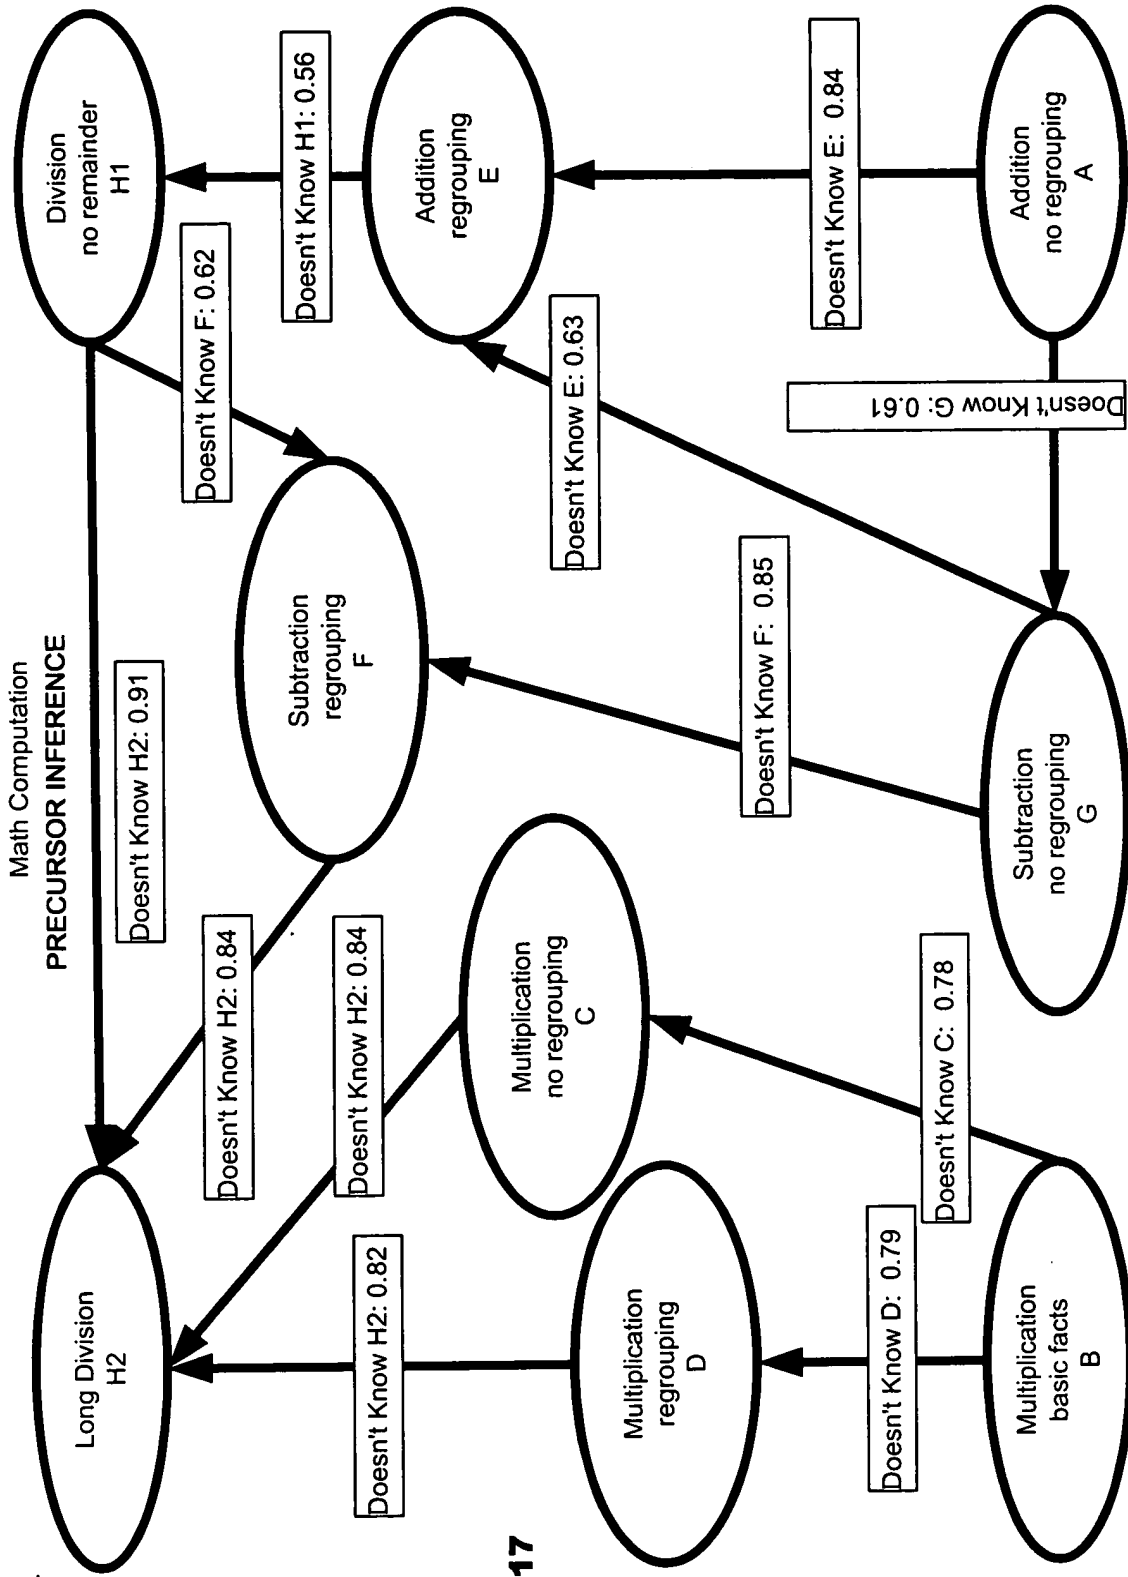 Math Computation
PRECURSOR INFERENCE
Long Division
H2
Division
no remainder
H1
Doesn't Know H2: 0.91
Doesn't Know F: 0.62
Doesn't Know H2: 0.84
Doesn't Know H1: 0.56
Subtraction
regrouping
F
Doesn't Know H2: 0.84
Doesn't Know H2: 0.82
Addition
regrouping
E
Multiplication
no regrouping
C
Doesn't Know E: 0.63
17
Multiplication
regrouping
D
Doesn't Know F: 0.85
Doesn't Know E: 0.84
Doesn't Know G: 0.61
Doesn't Know D: 0.79
Doesn't Know C: 0.78
Multiplication
basic facts
B
Subtraction
no regrouping
G
Addition
no regrouping
A